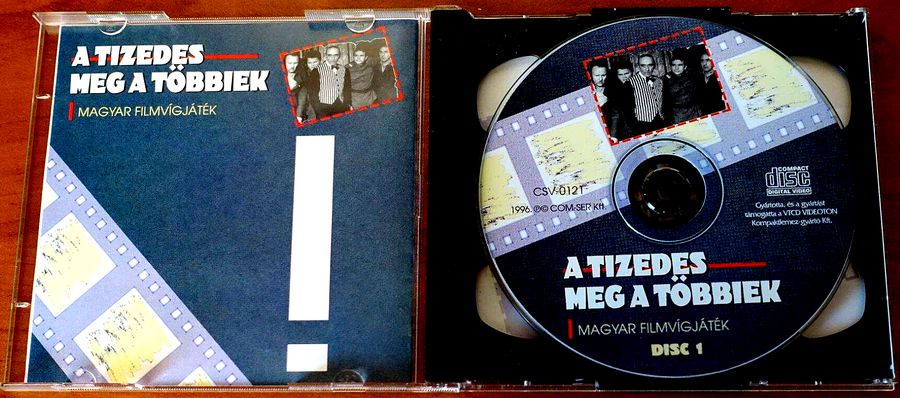 A TIZEDES
MEG A TÖBBIEK
MAGYAR FILMVÍGJÁTÉK
!
CSV-0121
1996. ℗© COM-SER Kft
COMPACT
disc
DIGITAL VIDEO
Gyártotta, és a gyártást
támogatta a VTCD VIDEOTON
Kompaktlemez-gyártó Kft.
A TIZEDES
MEG A TÖBBIEK
MAGYAR FILMVÍGJÁTÉK
DISC 1